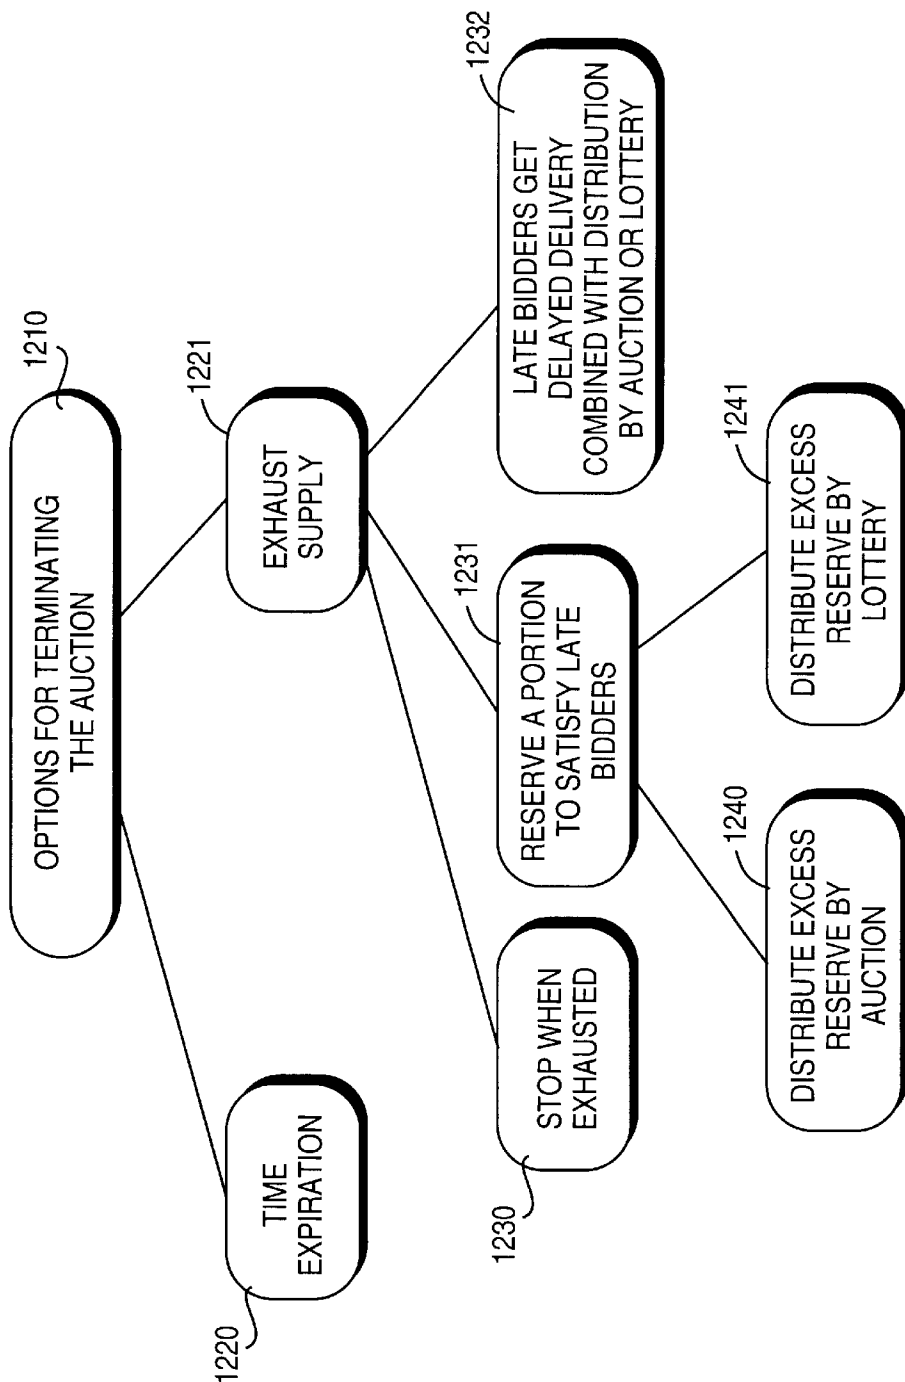 1210
OPTIONS FOR TERMINATING
THE AUCTION
1220
TIME
EXPIRATION
1221
EXHAUST
SUPPLY
1230
STOP WHEN
EXHAUSTED
1231
RESERVE A PORTION
TO SATISFY LATE
BIDDERS
1232
LATE BIDDERS GET
DELAYED DELIVERY
COMBINED WITH DISTRIBUTION
BY AUCTION OR LOTTERY
1240
DISTRIBUTE EXCESS
RESERVE BY
AUCTION
1241
DISTRIBUTE EXCESS
RESERVE BY
LOTTERY